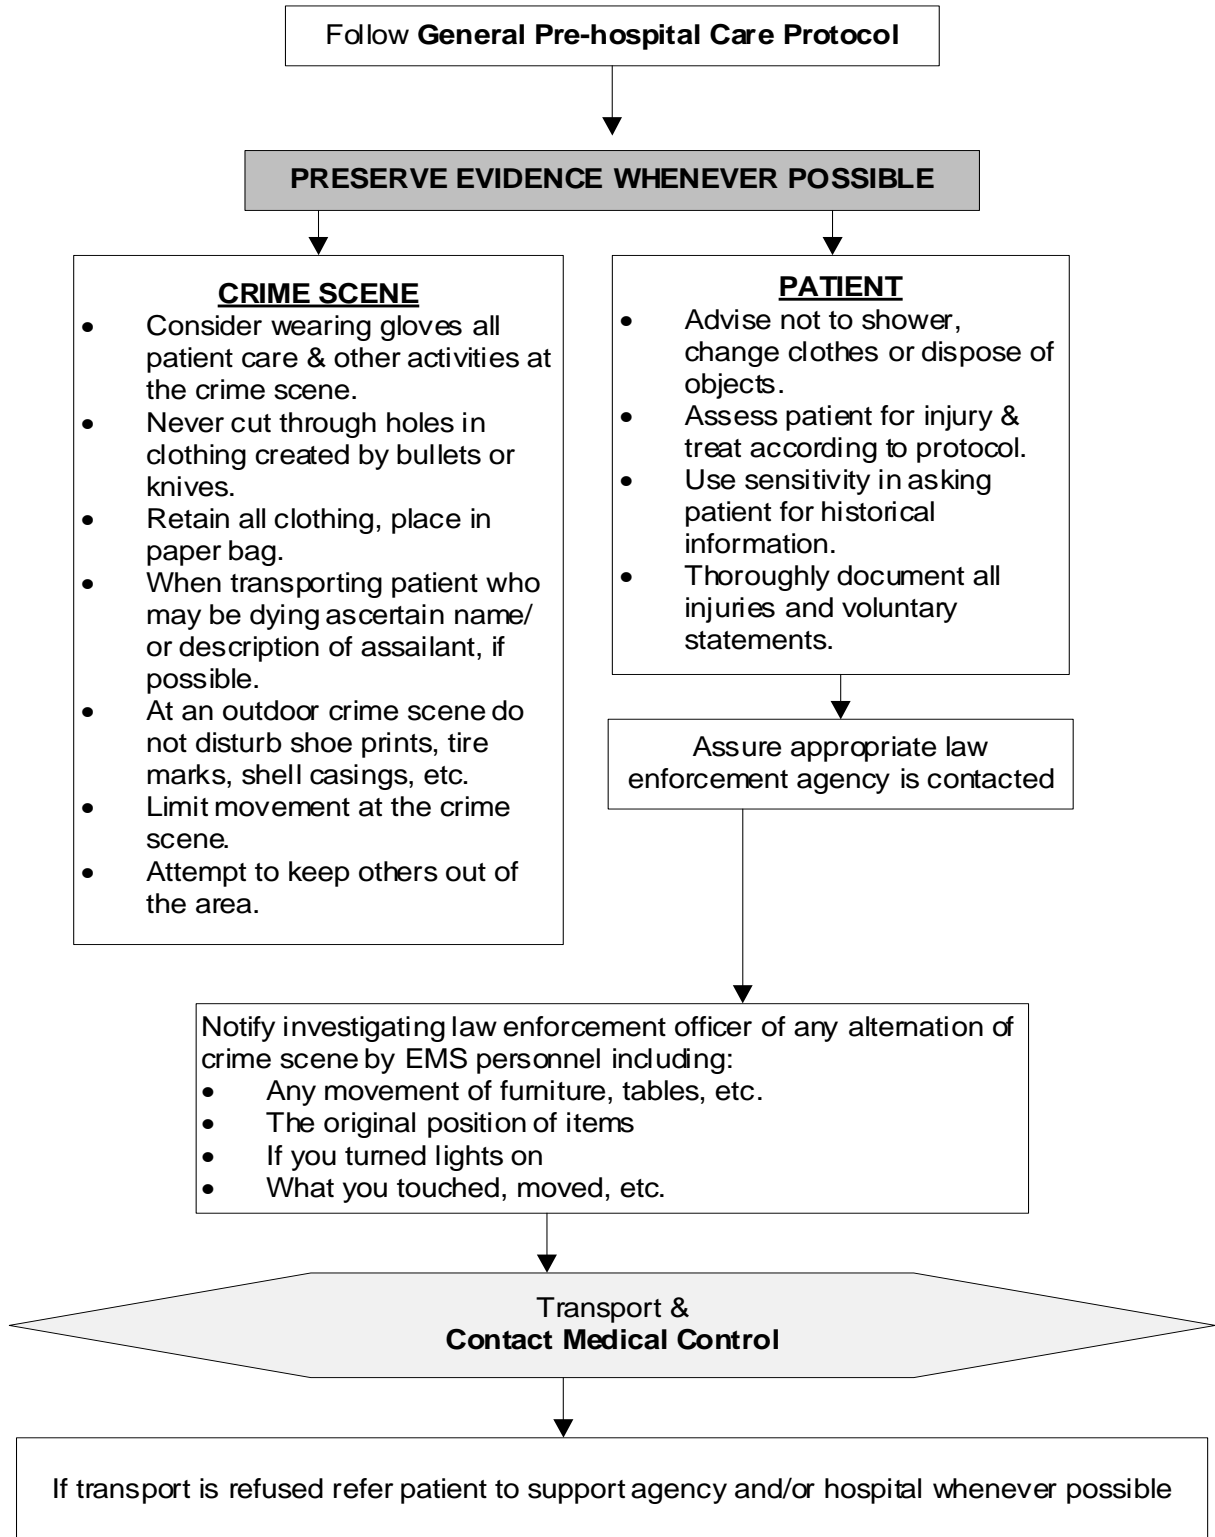 Follow General Pre-hospital Care Protocol
PRESERVE EVIDENCE WHENEVER POSSIBLE
CRIME SCENE
• Consider wearing gloves all
patient care & other activities at
the crime scene.
• Never cut through holes in
clothing created by bullets or
knives.
• Retain all clothing, place in
paper bag.
• When transporting patient who
may be dying ascertain name/
or description of assailant, if
possible.
• At an outdoor crime scene do
not disturb shoe prints, tire
marks, shell casings, etc.
• Limit movement at the crime
scene.
• Attempt to keep others out of
the area.
PATIENT
• Advise not to shower,
change clothes or dispose of
objects.
• Assess patient for injury &
treat according to protocol.
• Use sensitivity in asking
patient for historical
information.
• Thoroughly document all
injuries and voluntary
statements.
Assure appropriate law
enforcement agency is contacted
Notify investigating law enforcement officer of any alternation of
crime scene by EMS personnel including:
• Any movement of furniture, tables, etc.
• The original position of items
• If you turned lights on
• What you touched, moved, etc.
Transport &
Contact Medical Control
If transport is refused refer patient to support agency and/or hospital whenever possible